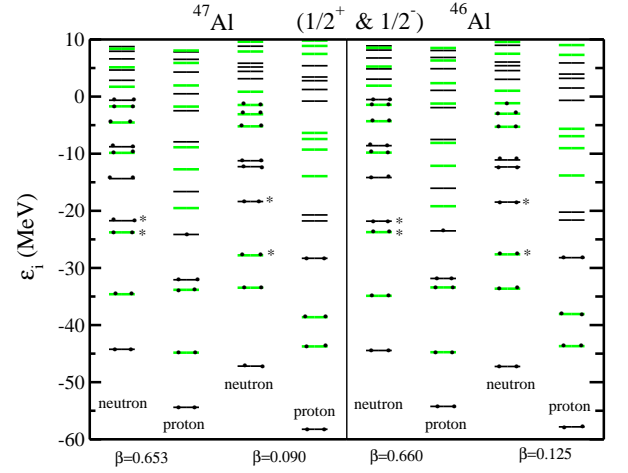 ⁴⁷Al (1/2⁺ & 1/2⁻) ⁴⁶Al
10
0
-10
-20
-30
-40
-50
-60
εᵢ (MeV)
* * * *
* * * *
neutron proton neutron proton neutron proton neutron proton
β=0.653 β=0.090 β=0.660 β=0.125